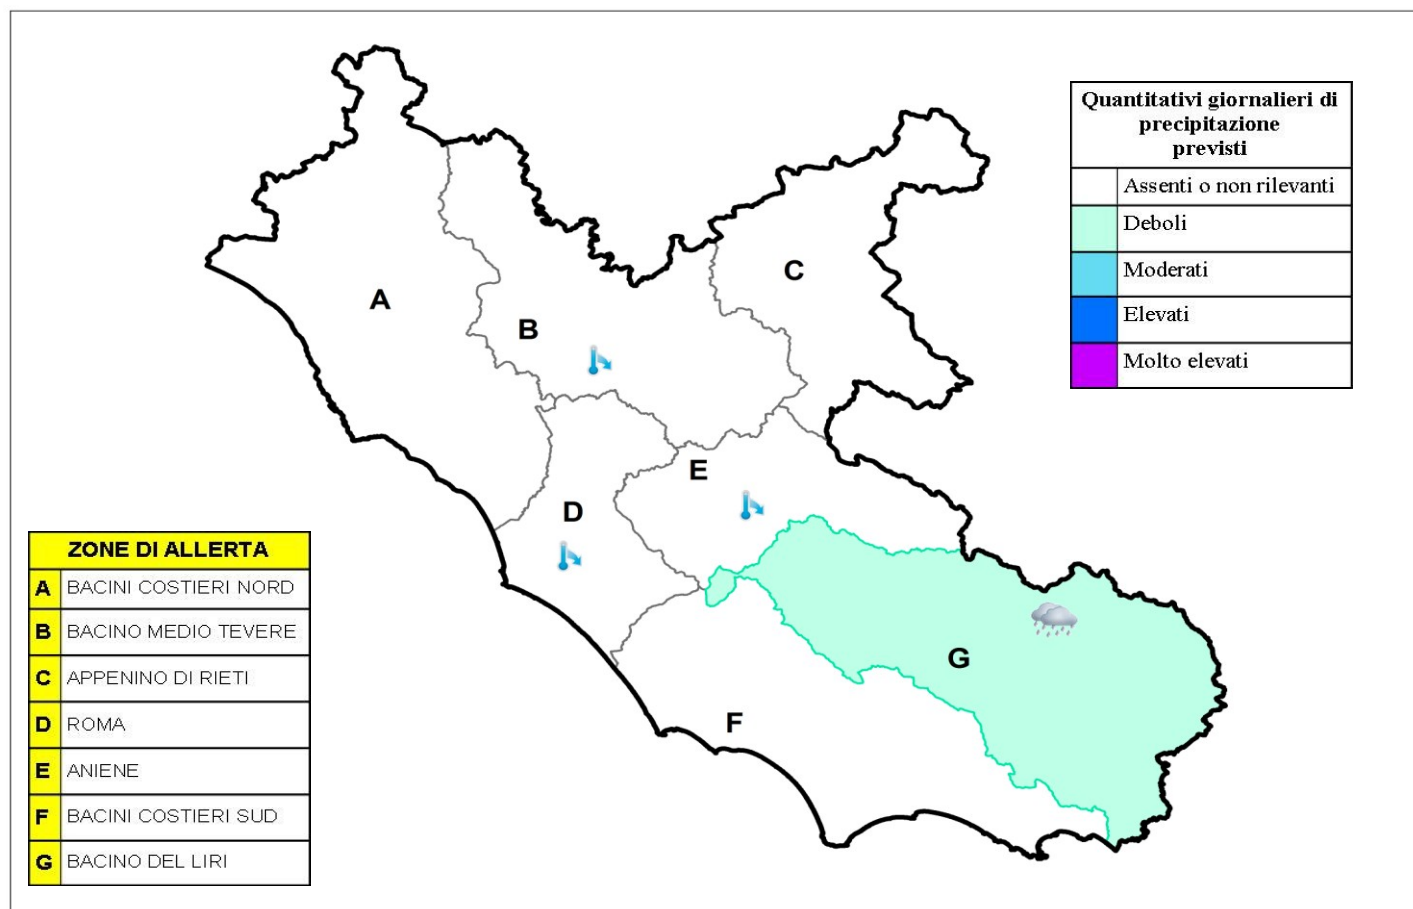 Quantitativi giornalieri di
precipitazione
previsti
Assenti o non rilevanti
Deboli
Moderati
Elevati
Molto elevati
A
B
C
D
E
F
G
ZONE DI ALLERTA
A BACINI COSTIERI NORD
B BACINO MEDIO TEVERE
C APPENINO DI RIETI
D ROMA
E ANIENE
F BACINI COSTIERI SUD
G BACINO DEL LIRI